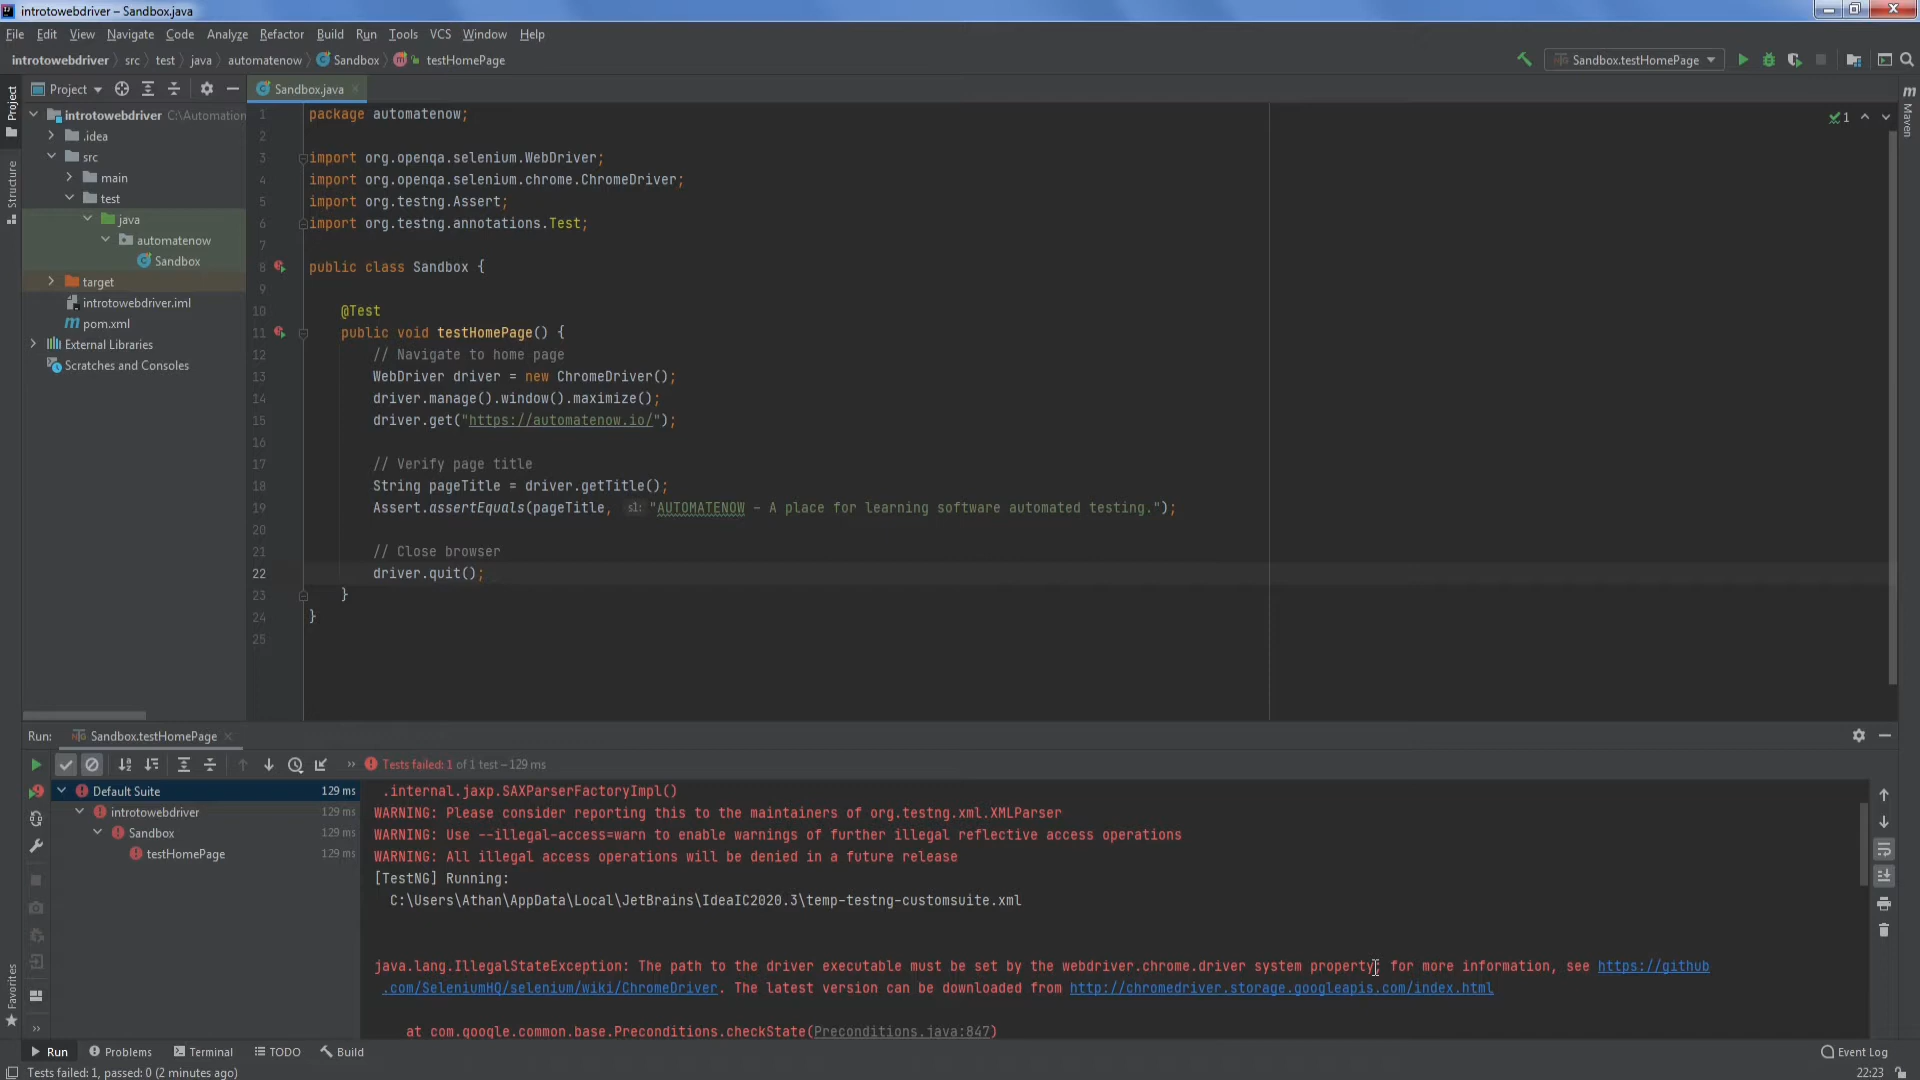 introtowebdriver – Sandbox.java
File Edit View Navigate Code Analyze Refactor Build Run Tools VCS Window Help
introtowebdriver src test java automatenow Sandbox testHomePage
Sandbox.testHomePage
Project
Sandbox.java
Project
Structure
Favorites
Maven
introtowebdriver C:\Automation
.idea
src
main
test
java
automatenow
Sandbox
target
introtowebdriver.iml
pom.xml
External Libraries
Scratches and Consoles
1 package automatenow;
2
3 import org.openqa.selenium.WebDriver;
4 import org.openqa.selenium.chrome.ChromeDriver;
5 import org.testng.Assert;
6 import org.testng.annotations.Test;
7
8 public class Sandbox {
9
10 @Test
11 public void testHomePage() {
12 // Navigate to home page
13 WebDriver driver = new ChromeDriver();
14 driver.manage().window().maximize();
15 driver.get("https://automatenow.io/");
16
17 // Verify page title
18 String pageTitle = driver.getTitle();
19 Assert.assertEquals(pageTitle, s1: "AUTOMATENOW – A place for learning software automated testing.");
20
21 // Close browser
22 driver.quit();
23 }
24 }
25
1
Run: Sandbox.testHomePage
Tests failed: 1 of 1 test – 129 ms
Default Suite 129 ms
introtowebdriver 129 ms
Sandbox 129 ms
testHomePage 129 ms
.internal.jaxp.SAXParserFactoryImpl()
WARNING: Please consider reporting this to the maintainers of org.testng.xml.XMLParser
WARNING: Use --illegal-access=warn to enable warnings of further illegal reflective access operations
WARNING: All illegal access operations will be denied in a future release
[TestNG] Running:
C:\Users\Athan\AppData\Local\JetBrains\IdeaIC2020.3\temp-testng-customsuite.xml
java.lang.IllegalStateException: The path to the driver executable must be set by the webdriver.chrome.driver system property; for more information, see https://github
.com/SeleniumHQ/selenium/wiki/ChromeDriver. The latest version can be downloaded from http://chromedriver.storage.googleapis.com/index.html
at com.google.common.base.Preconditions.checkState(Preconditions.java:847)
Run Problems Terminal TODO Build
Event Log
Tests failed: 1, passed: 0 (2 minutes ago)
22:23